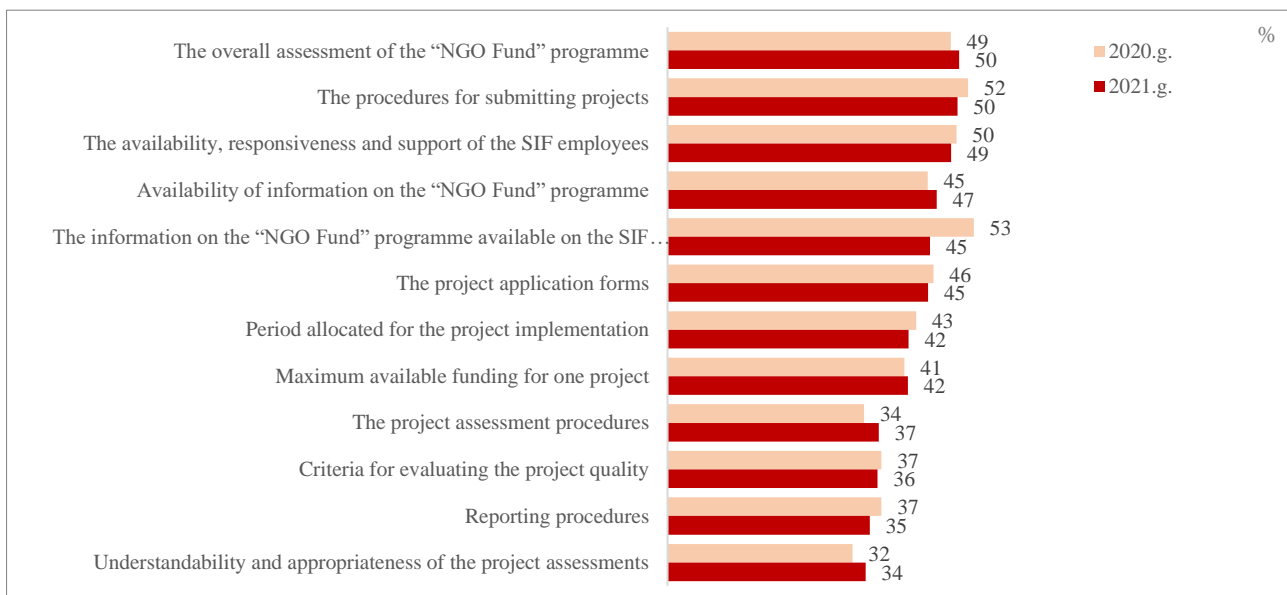 %
2020.g.
2021.g.
The overall assessment of the “NGO Fund” programme
49
50
The procedures for submitting projects
52
50
The availability, responsiveness and support of the SIF employees
50
49
Availability of information on the “NGO Fund” programme
45
47
The information on the “NGO Fund” programme available on the SIF…
53
45
The project application forms
46
45
Period allocated for the project implementation
43
42
Maximum available funding for one project
41
42
The project assessment procedures
34
37
Criteria for evaluating the project quality
37
36
Reporting procedures
37
35
Understandability and appropriateness of the project assessments
32
34